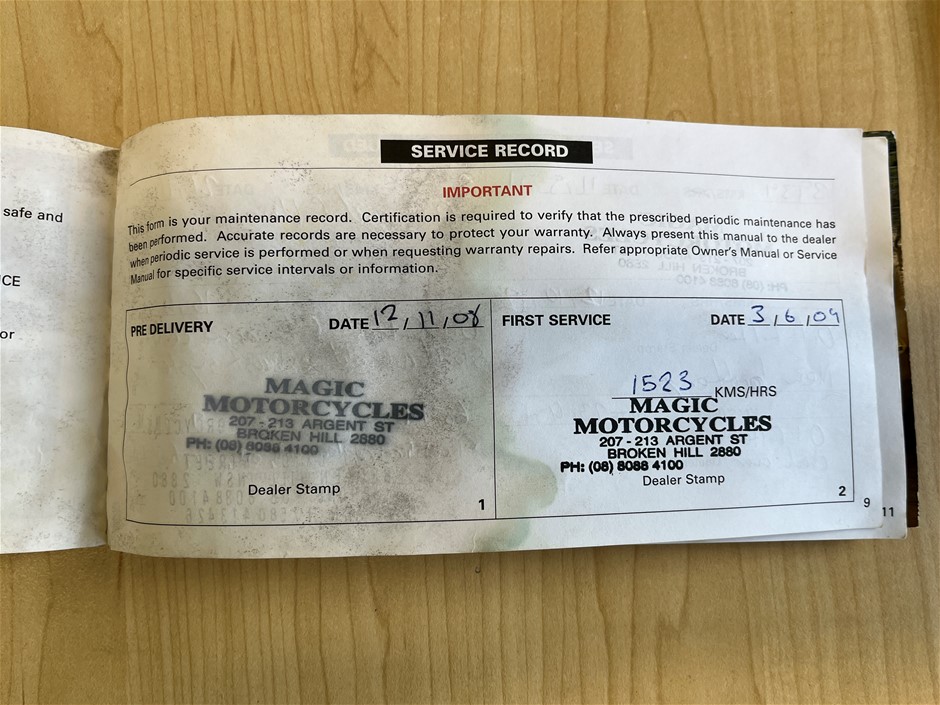 safe and
CE
or
SERVICE RECORD
IMPORTANT
This form is your maintenance record. Certification is required to verify that the prescribed periodic maintenance has
been performed. Accurate records are necessary to protect your warranty. Always present this manual to the dealer
when periodic service is performed or when requesting warranty repairs. Refer appropriate Owner's Manual or Service
Manual for specific service intervals or information.
PRE DELIVERY DATE 12/11/08
MAGIC
MOTORCYCLES
207 - 213 ARGENT ST
BROKEN HILL 2880
PH: (08) 8088 4100
Dealer Stamp
1
FIRST SERVICE DATE 3/6/09
1523 KMS/HRS
MAGIC
MOTORCYCLES
207 - 213 ARGENT ST
BROKEN HILL 2880
PH: (08) 8088 4100
Dealer Stamp
2
9
11